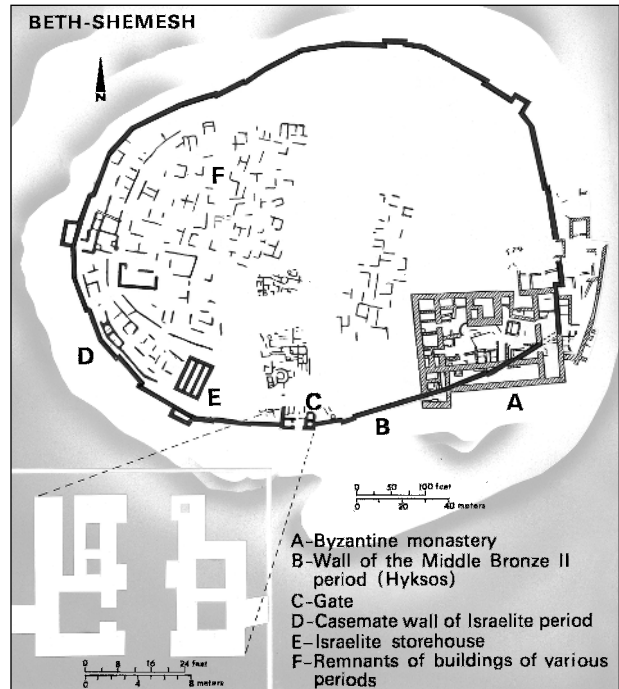 BETH-SHEMESH
N
F
D
E
C
B
A
0 50 100 feet
0 20 40 meters
A-Byzantine monastery
B-Wall of the Middle Bronze II
period (Hyksos)
C-Gate
D-Casemate wall of Israelite period
E-Israelite storehouse
F-Remnants of buildings of various
periods
0 8 16 24 feet
0 4 8 meters